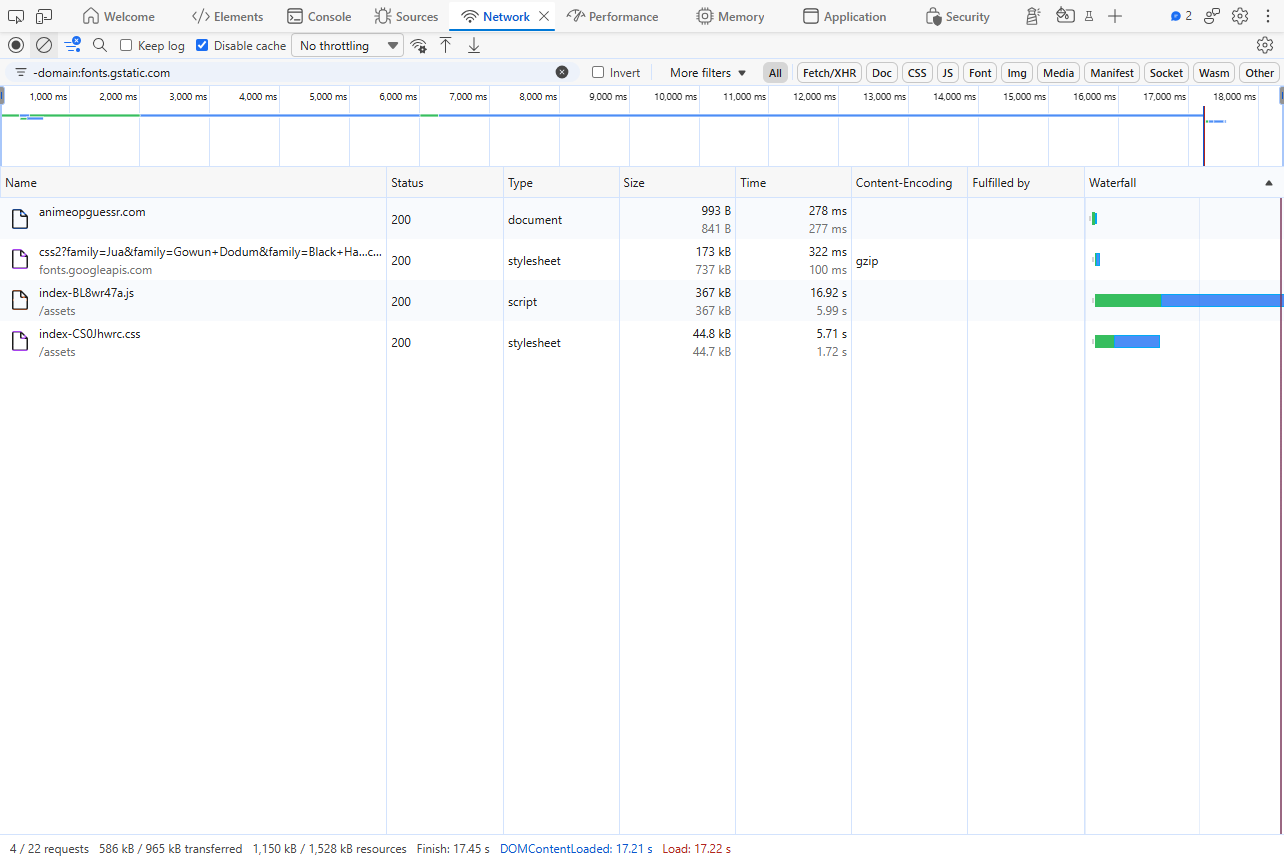 Welcome Elements Console Sources Network Performance Memory Application Security 2
Keep log Disable cache No throttling
-domain:fonts.gstatic.com Invert More filters All Fetch/XHR Doc CSS JS Font Img Media Manifest Socket Wasm Other
1,000 ms 2,000 ms 3,000 ms 4,000 ms 5,000 ms 6,000 ms 7,000 ms 8,000 ms 9,000 ms 10,000 ms 11,000 ms 12,000 ms 13,000 ms 14,000 ms 15,000 ms 16,000 ms 17,000 ms 18,000 ms
Name Status Type Size Time Content-Encoding Fulfilled by Waterfall
animeopguessr.com 200 document 993 B 278 ms
841 B 277 ms
css2?family=Jua&family=Gowun+Dodum&family=Black+Ha...c... 200 stylesheet 173 kB 322 ms gzip
fonts.googleapis.com 737 kB 100 ms
index-BL8wr47a.js 200 script 367 kB 16.92 s
/assets 367 kB 5.99 s
index-CS0Jhwrc.css 200 stylesheet 44.8 kB 5.71 s
/assets 44.7 kB 1.72 s
4 / 22 requests 586 kB / 965 kB transferred 1,150 kB / 1,528 kB resources Finish: 17.45 s DOMContentLoaded: 17.21 s Load: 17.22 s